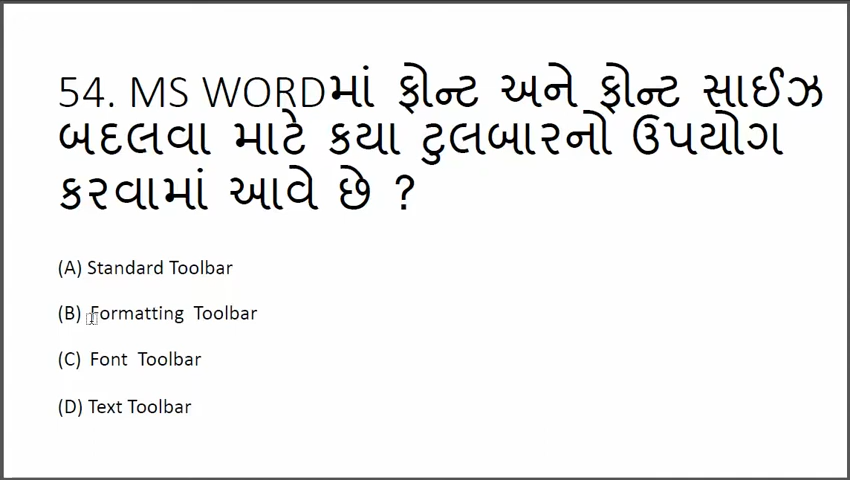 54. MS WORDમાં ફોન્ટ અને ફોન્ટ સાઈઝ
બદલવા માટે કયા ટુલબારનો ઉપયોગ
કરવામાં આવે છે ?
(A) Standard Toolbar
(B) Formatting Toolbar
(C) Font Toolbar
(D) Text Toolbar